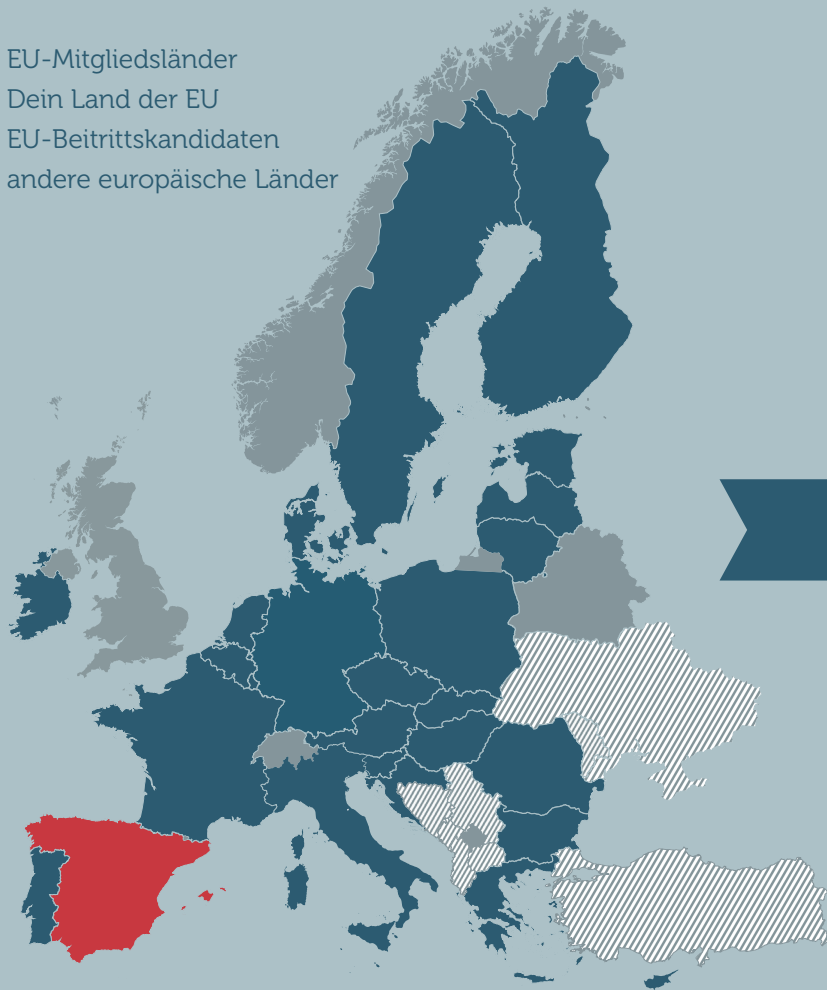 EU-Mitgliedsländer
Dein Land der EU
EU-Beitrittskandidaten
andere europäische Länder